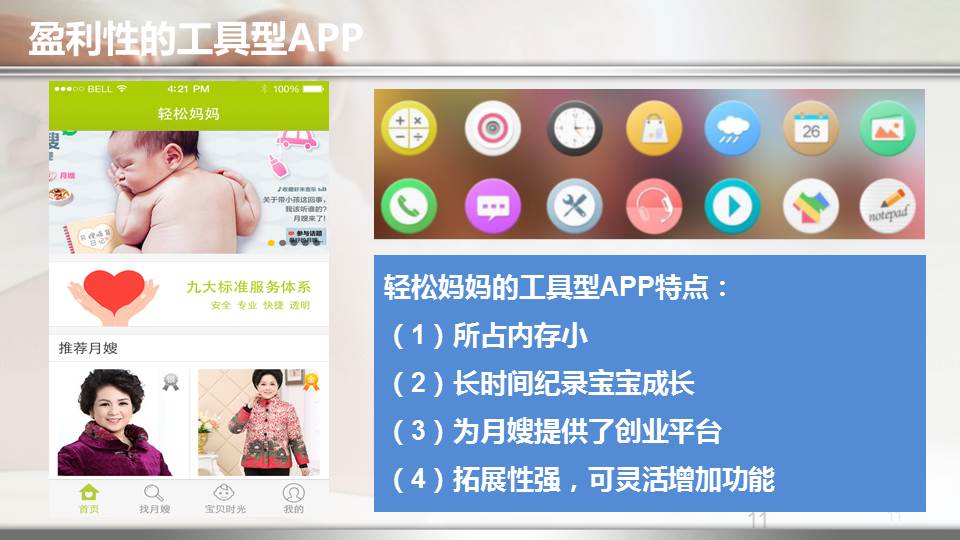 盈利性的工具型APP
BELL 4:21 PM 100%
轻松妈妈
月嫂
收藏虾米音乐
关于带小孩这回事,
我该听谁的?
月嫂来了!
参与话题
九大标准服务体系
安全 专业 快捷 透明
推荐月嫂
首页 找月嫂 宝贝时光 我的
26
notepad
轻松妈妈的工具型APP特点：
（1）所占内存小
（2）长时间纪录宝宝成长
（3）为月嫂提供了创业平台
（4）拓展性强，可灵活增加功能
11
11